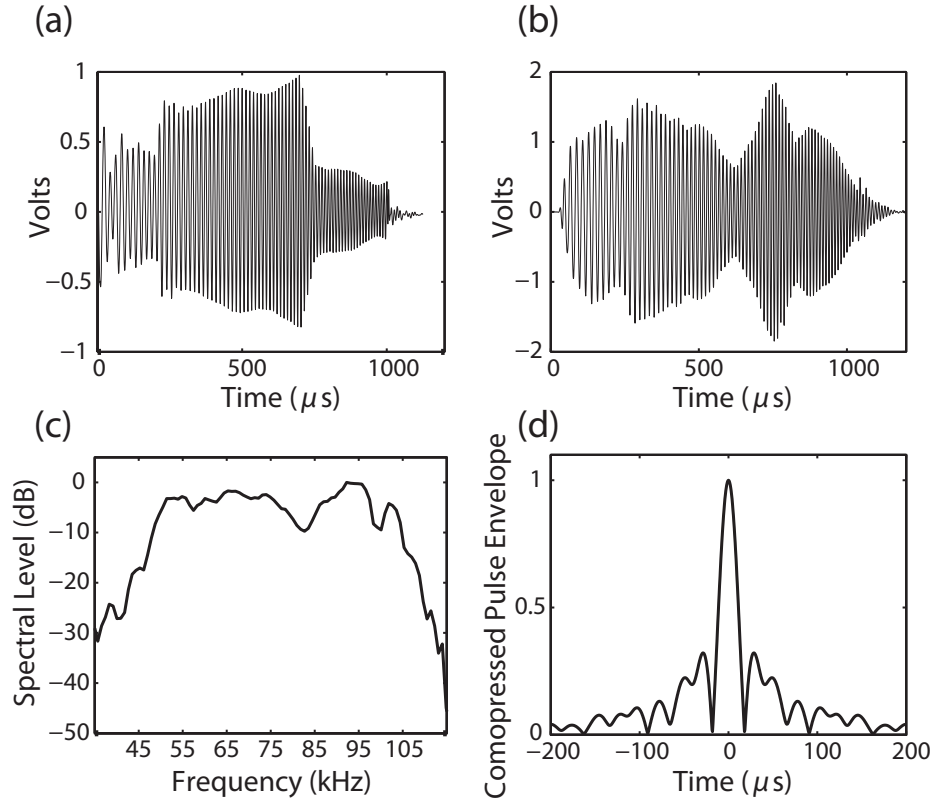 (a)
1
0.5
0
−0.5
−1
Volts
0 500 1000
Time (μs)
(b)
2
1
0
−1
−2
Volts
0 500 1000
Time (μs)
(c)
0
−10
−20
−30
−40
−50
Spectral Level (dB)
45 55 65 75 85 95 105
Frequency (kHz)
(d)
1
0.5
0
Comopressed Pulse Envelope
−200 −100 0 100 200
Time (μs)